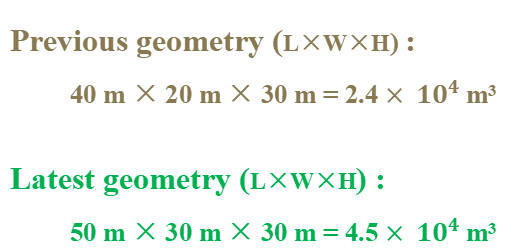 Previous geometry (L×W×H) :
40 m × 20 m × 30 m = 2.4 × 10⁴ m³
Latest geometry (L×W×H) :
50 m × 30 m × 30 m = 4.5 × 10⁴ m³